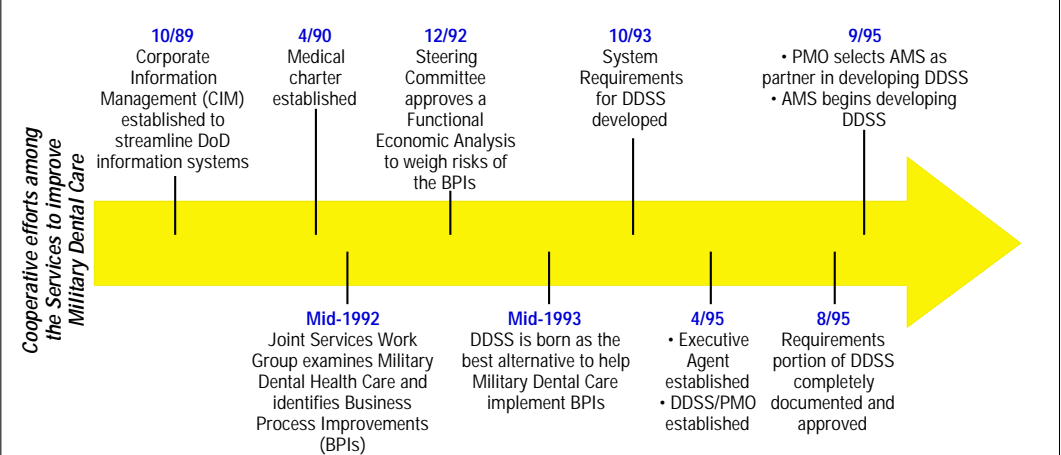 Cooperative efforts among
the Services to improve
Military Dental Care
10/89
Corporate
Information
Management (CIM)
established to
streamline DoD
information systems
4/90
Medical
charter
established
12/92
Steering
Committee
approves a
Functional
Economic Analysis
to weigh risks of
the BPIs
10/93
System
Requirements
for DDSS
developed
9/95
• PMO selects AMS as
partner in developing DDSS
• AMS begins developing
DDSS
Mid-1992
Joint Services Work
Group examines Military
Dental Health Care and
identifies Business
Process Improvements
(BPIs)
Mid-1993
DDSS is born as the
best alternative to help
Military Dental Care
implement BPIs
4/95
• Executive
Agent
established
• DDSS/PMO
established
8/95
Requirements
portion of DDSS
completely
documented and
approved